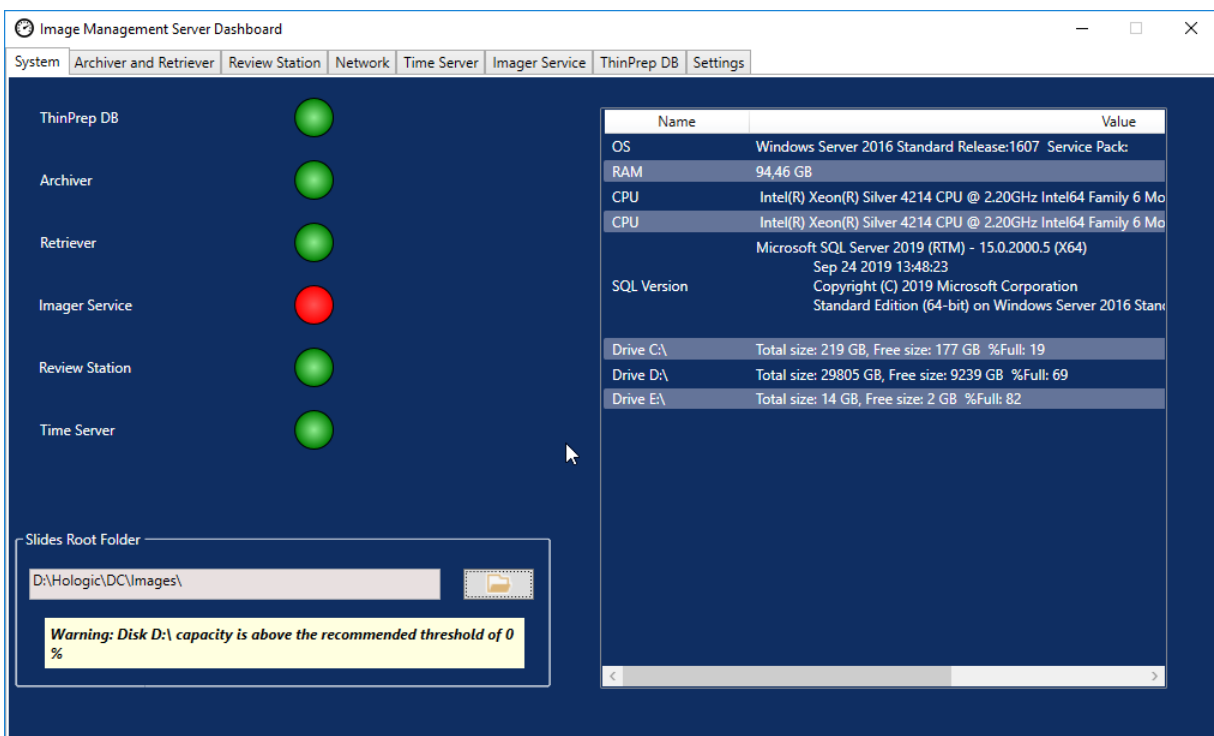 Image Management Server Dashboard
System Archiver and Retriever Review Station Network Time Server Imager Service ThinPrep DB Settings
ThinPrep DB
Archiver
Retriever
Imager Service
Review Station
Time Server
Slides Root Folder
D:\Hologic\DC\Images\
Warning: Disk D:\ capacity is above the recommended threshold of 0
%
Name Value
OS Windows Server 2016 Standard Release:1607 Service Pack:
RAM 94,46 GB
CPU Intel(R) Xeon(R) Silver 4214 CPU @ 2.20GHz Intel64 Family 6 Mo
CPU Intel(R) Xeon(R) Silver 4214 CPU @ 2.20GHz Intel64 Family 6 Mo
Microsoft SQL Server 2019 (RTM) - 15.0.2000.5 (X64)
Sep 24 2019 13:48:23
SQL Version Copyright (C) 2019 Microsoft Corporation
Standard Edition (64-bit) on Windows Server 2016 Stan
Drive C:\ Total size: 219 GB, Free size: 177 GB %Full: 19
Drive D:\ Total size: 29805 GB, Free size: 9239 GB %Full: 69
Drive E:\ Total size: 14 GB, Free size: 2 GB %Full: 82